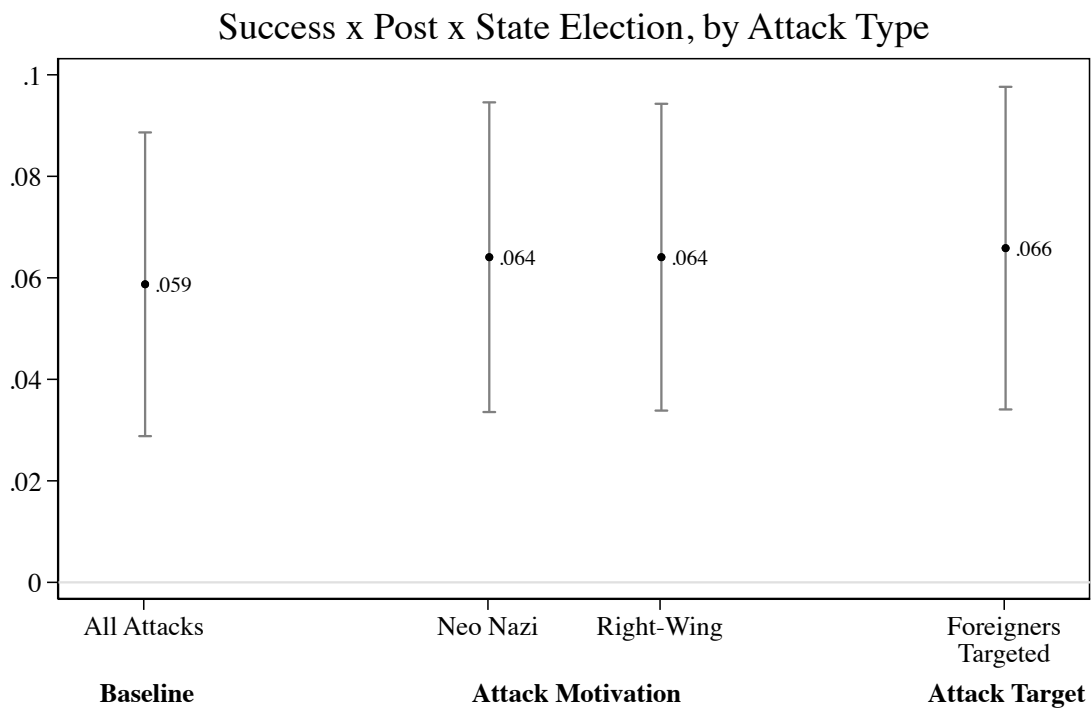 Success x Post x State Election, by Attack Type
.1
.08
.06
.04
.02
0
.059
.064
.064
.066
All Attacks
Neo Nazi
Right-Wing
Foreigners
Targeted
Baseline
Attack Motivation
Attack Target